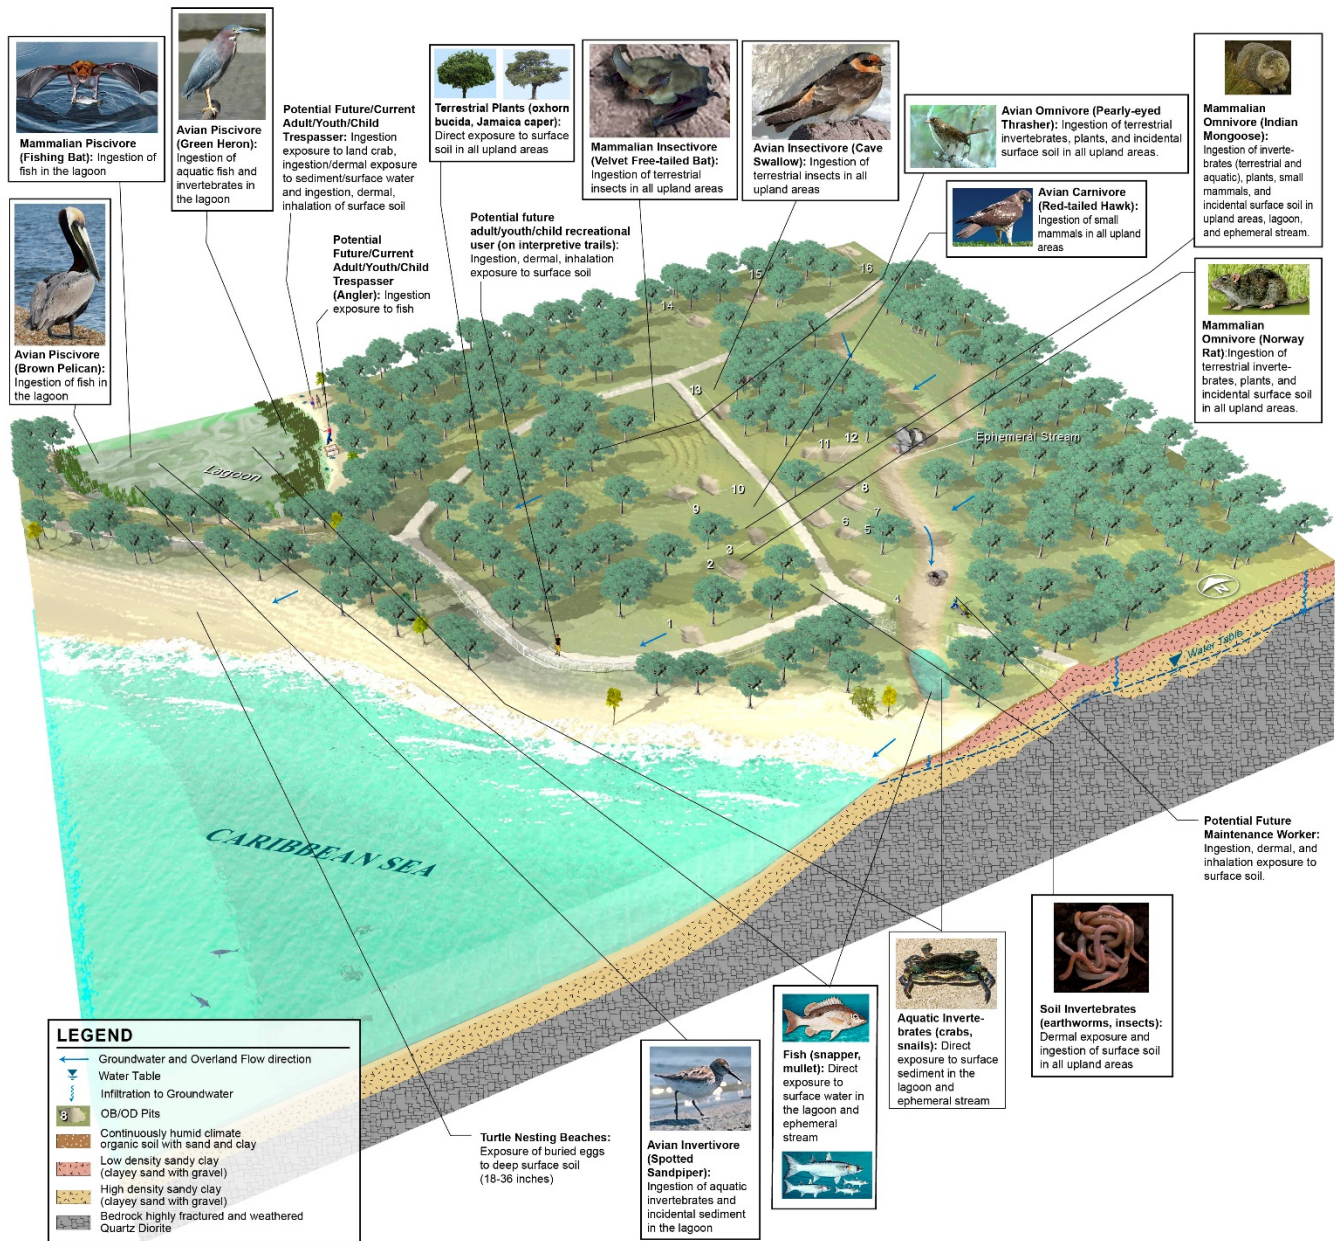 Mammalian Piscivore
(Fishing Bat): Ingestion of
fish in the lagoon
Avian Piscivore
(Green Heron):
Ingestion of
aquatic fish and
invertebrates in
the lagoon
Avian Piscivore
(Brown Pelican):
Ingestion of fish in
the lagoon
Potential Future/Current
Adult/Youth/Child
Trespasser: Ingestion
exposure to land crab,
ingestion/dermal exposure
to sediment/surface water
and ingestion, dermal,
inhalation of surface soil
Potential
Future/Current
Adult/Youth/Child
Trespasser
(Angler): Ingestion
exposure to fish
Terrestrial Plants (oxhorn
bucida, Jamaica caper):
Direct exposure to surface
soil in all upland areas
Potential future
adult/youth/child recreational
user (on interpretive trails):
Ingestion, dermal, inhalation
exposure to surface soil
Mammalian Insectivore
(Velvet Free-tailed Bat):
Ingestion of terrestrial
insects in all upland areas
Avian Insectivore (Cave
Swallow): Ingestion of
terrestrial insects in all
upland areas
Avian Omnivore (Pearly-eyed
Thrasher): Ingestion of terrestrial
invertebrates, plants, and incidental
surface soil in all upland areas.
Avian Carnivore
(Red-tailed Hawk):
Ingestion of small
mammals in all upland
areas
Mammalian
Omnivore (Indian
Mongoose):
Ingestion of inverte-
brates (terrestrial and
aquatic), plants, small
mammals, and
incidental surface soil in
upland areas, lagoon,
and ephemeral stream.
Mammalian
Omnivore (Norway
Rat):Ingestion of
terrestrial inverte-
brates, plants, and
incidental surface soil
in all upland areas.
16
15
14
13
12
11
10
9
8
7
6
5
4
3
2
1
Lagoon
Ephemeral Stream
Water Table
CARIBBEAN SEA
Potential Future
Maintenance Worker:
Ingestion, dermal, and
inhalation exposure to
surface soil.
Soil Invertebrates
(earthworms, insects):
Dermal exposure and
ingestion of surface soil
in all upland areas
Aquatic Inverte-
brates (crabs,
snails): Direct
exposure to surface
sediment in the
lagoon and
ephemeral stream
Fish (snapper,
mullet): Direct
exposure to
surface water in
the lagoon and
ephemeral
stream
Avian Invertivore
(Spotted
Sandpiper):
Ingestion of aquatic
invertebrates and
incidental sediment
in the lagoon
Turtle Nesting Beaches:
Exposure of buried eggs
to deep surface soil
(18-36 inches)
LEGEND
Groundwater and Overland Flow direction
Water Table
Infiltration to Groundwater
8 OB/OD Pits
Continuously humid climate
organic soil with sand and clay
Low density sandy clay
(clayey sand with gravel)
High density sandy clay
(clayey sand with gravel)
Bedrock highly fractured and weathered
Quartz Diorite